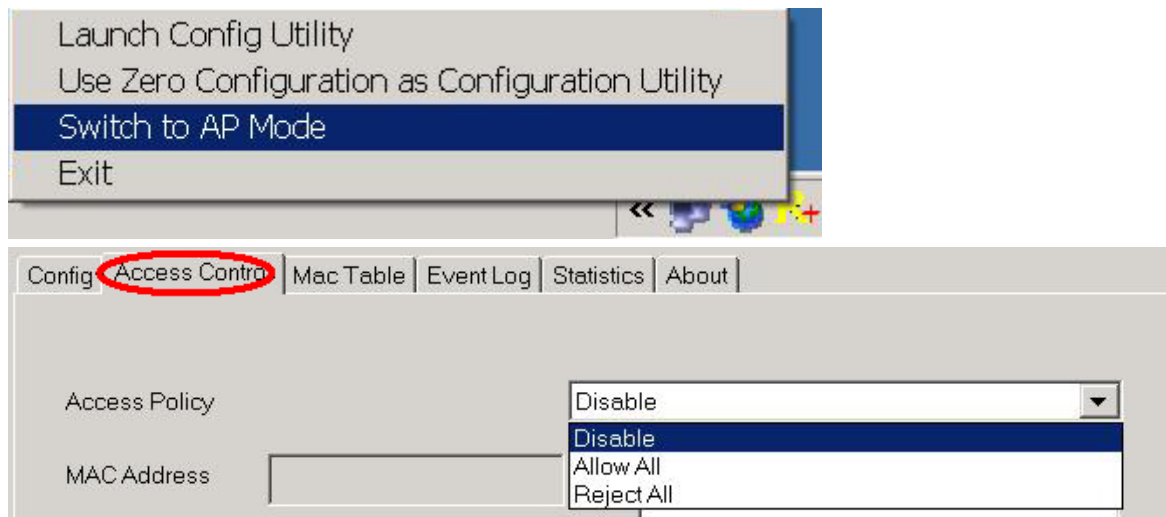 Launch Config Utility
Use Zero Configuration as Configuration Utility
Switch to AP Mode
Exit
Config Access Control Mac Table Event Log Statistics About
Access Policy Disable
Disable
MAC Address Allow All
Reject All